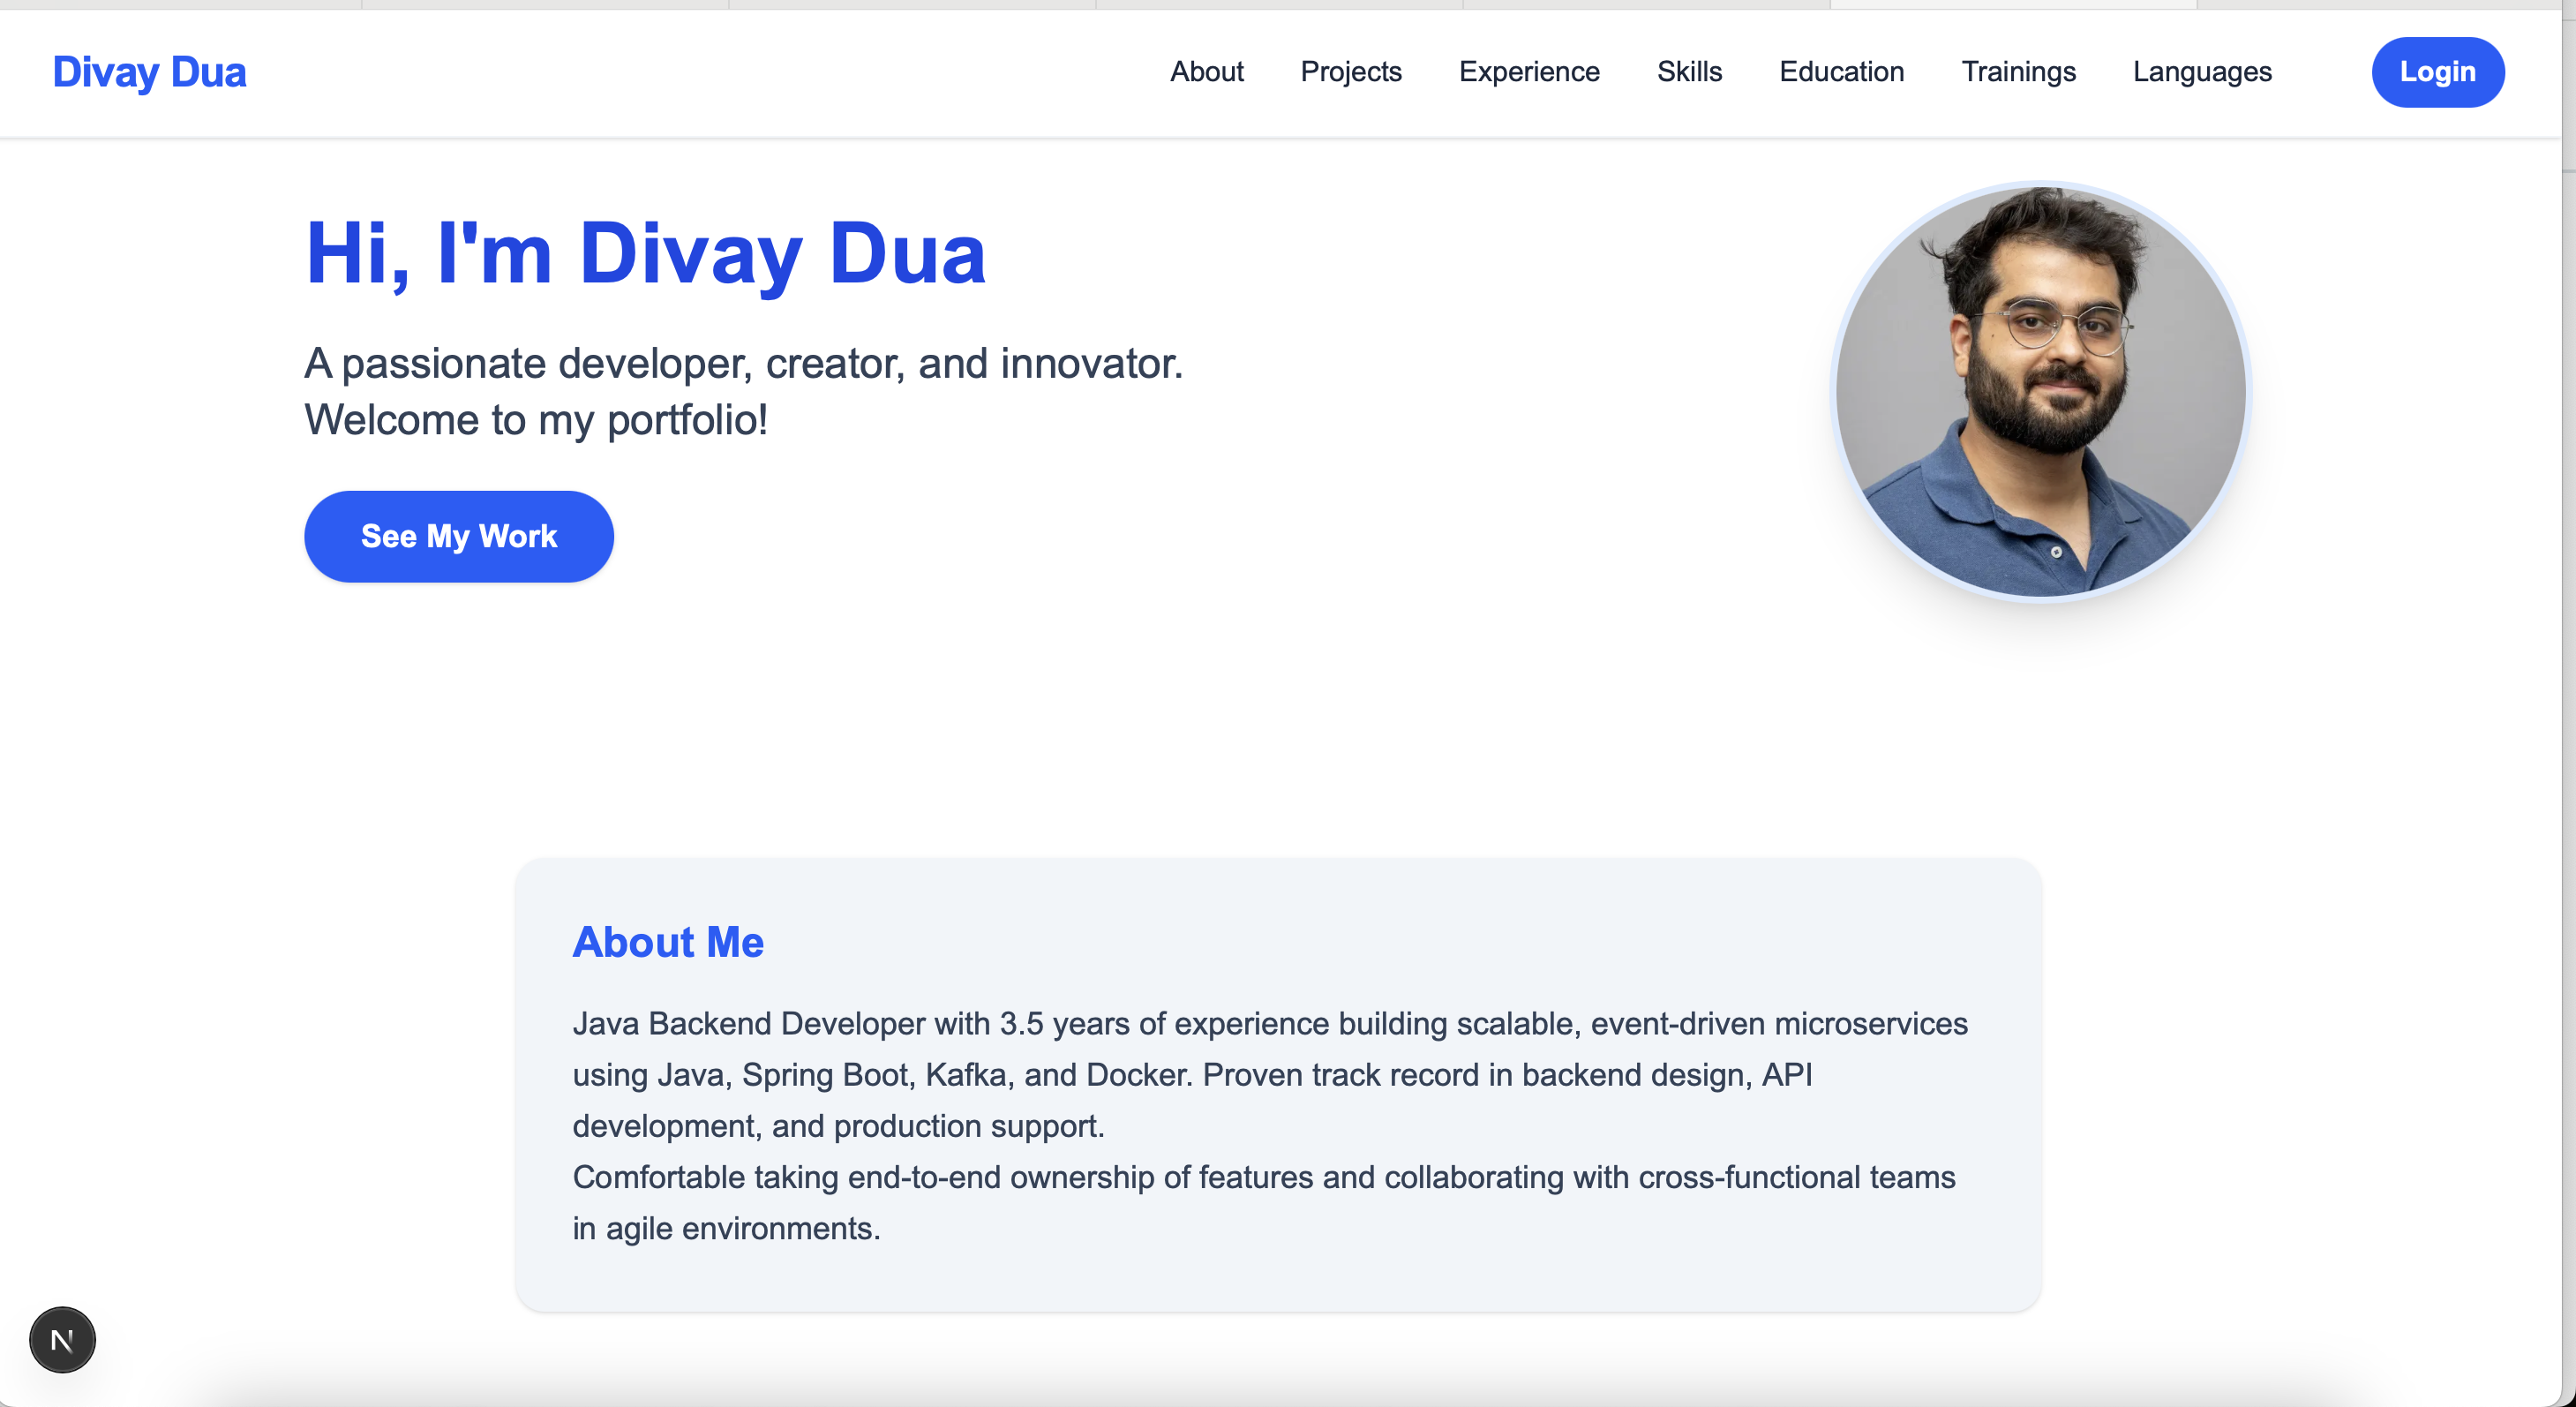 Divay Dua
About Projects Experience Skills Education Trainings Languages Login
Hi, I'm Divay Dua
A passionate developer, creator, and innovator.
Welcome to my portfolio!
See My Work
About Me
Java Backend Developer with 3.5 years of experience building scalable, event-driven microservices
using Java, Spring Boot, Kafka, and Docker. Proven track record in backend design, API
development, and production support.
Comfortable taking end-to-end ownership of features and collaborating with cross-functional teams
in agile environments.
N